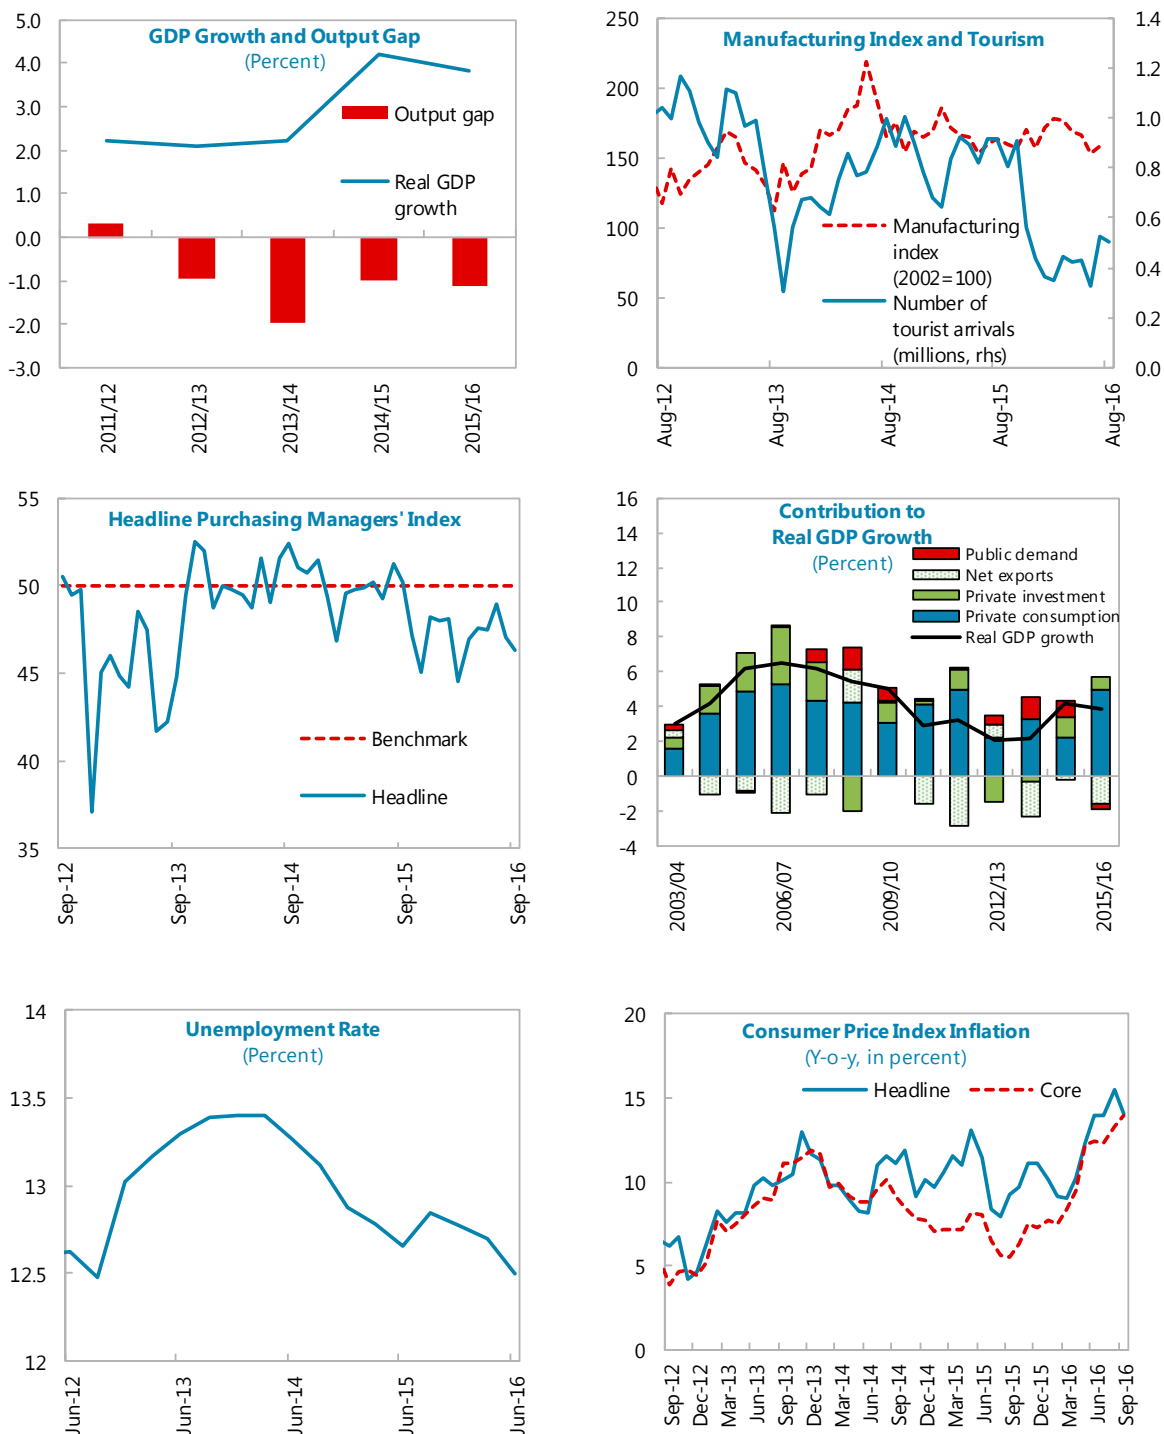 GDP Growth and Output Gap
(Percent)
5.0
4.0
3.0
2.0
1.0
0.0
-1.0
-2.0
-3.0
Output gap
Real GDP
growth
2011/12
2012/13
2013/14
2014/15
2015/16
Manufacturing Index and Tourism
250
200
150
100
50
0
1.4
1.2
1.0
0.8
0.6
0.4
0.2
0.0
Manufacturing
index
(2002=100)
Number of
tourist arrivals
(millions, rhs)
Aug-12
Aug-13
Aug-14
Aug-15
Aug-16
Headline Purchasing Managers' Index
55
50
45
40
35
Benchmark
Headline
Sep-12
Sep-13
Sep-14
Sep-15
Sep-16
Contribution to
Real GDP Growth
(Percent)
16
14
12
10
8
6
4
2
0
-2
-4
Public demand
Net exports
Private investment
Private consumption
Real GDP growth
2003/04
2006/07
2009/10
2012/13
2015/16
Unemployment Rate
(Percent)
14
13.5
13
12.5
12
Jun-12
Jun-13
Jun-14
Jun-15
Jun-16
Consumer Price Index Inflation
(Y-o-y, in percent)
20
15
10
5
0
Headline
Core
Sep-12
Dec-12
Mar-13
Jun-13
Sep-13
Dec-13
Mar-14
Jun-14
Sep-14
Dec-14
Mar-15
Jun-15
Sep-15
Dec-15
Mar-16
Jun-16
Sep-16